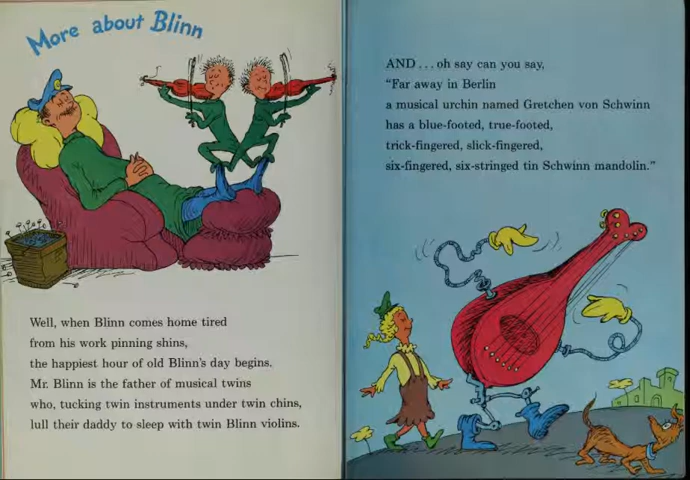 More about Blinn
Well, when Blinn comes home tired
from his work pinning shins,
the happiest hour of old Blinn's day begins.
Mr. Blinn is the father of musical twins
who, tucking twin instruments under twin chins,
lull their daddy to sleep with twin Blinn violins.
AND . . . oh say can you say,
"Far away in Berlin
a musical urchin named Gretchen von Schwinn
has a blue-footed, true-footed,
trick-fingered, slick-fingered,
six-fingered, six-stringed tin Schwinn mandolin."